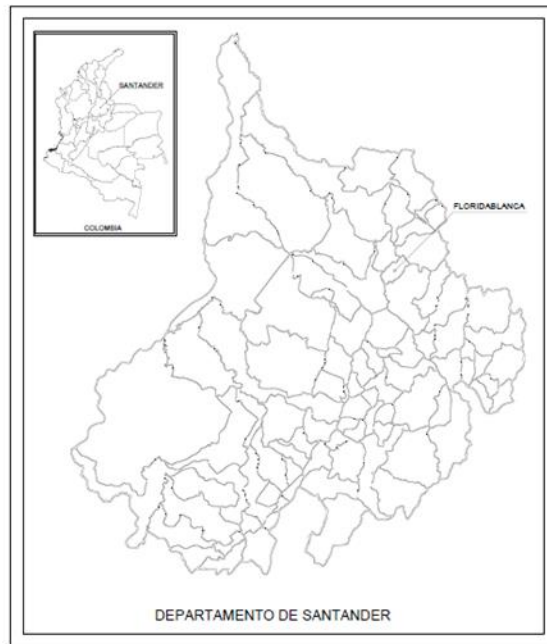 SANTANDER
COLOMBIA
FLORIDABLANCA
DEPARTAMENTO DE SANTANDER